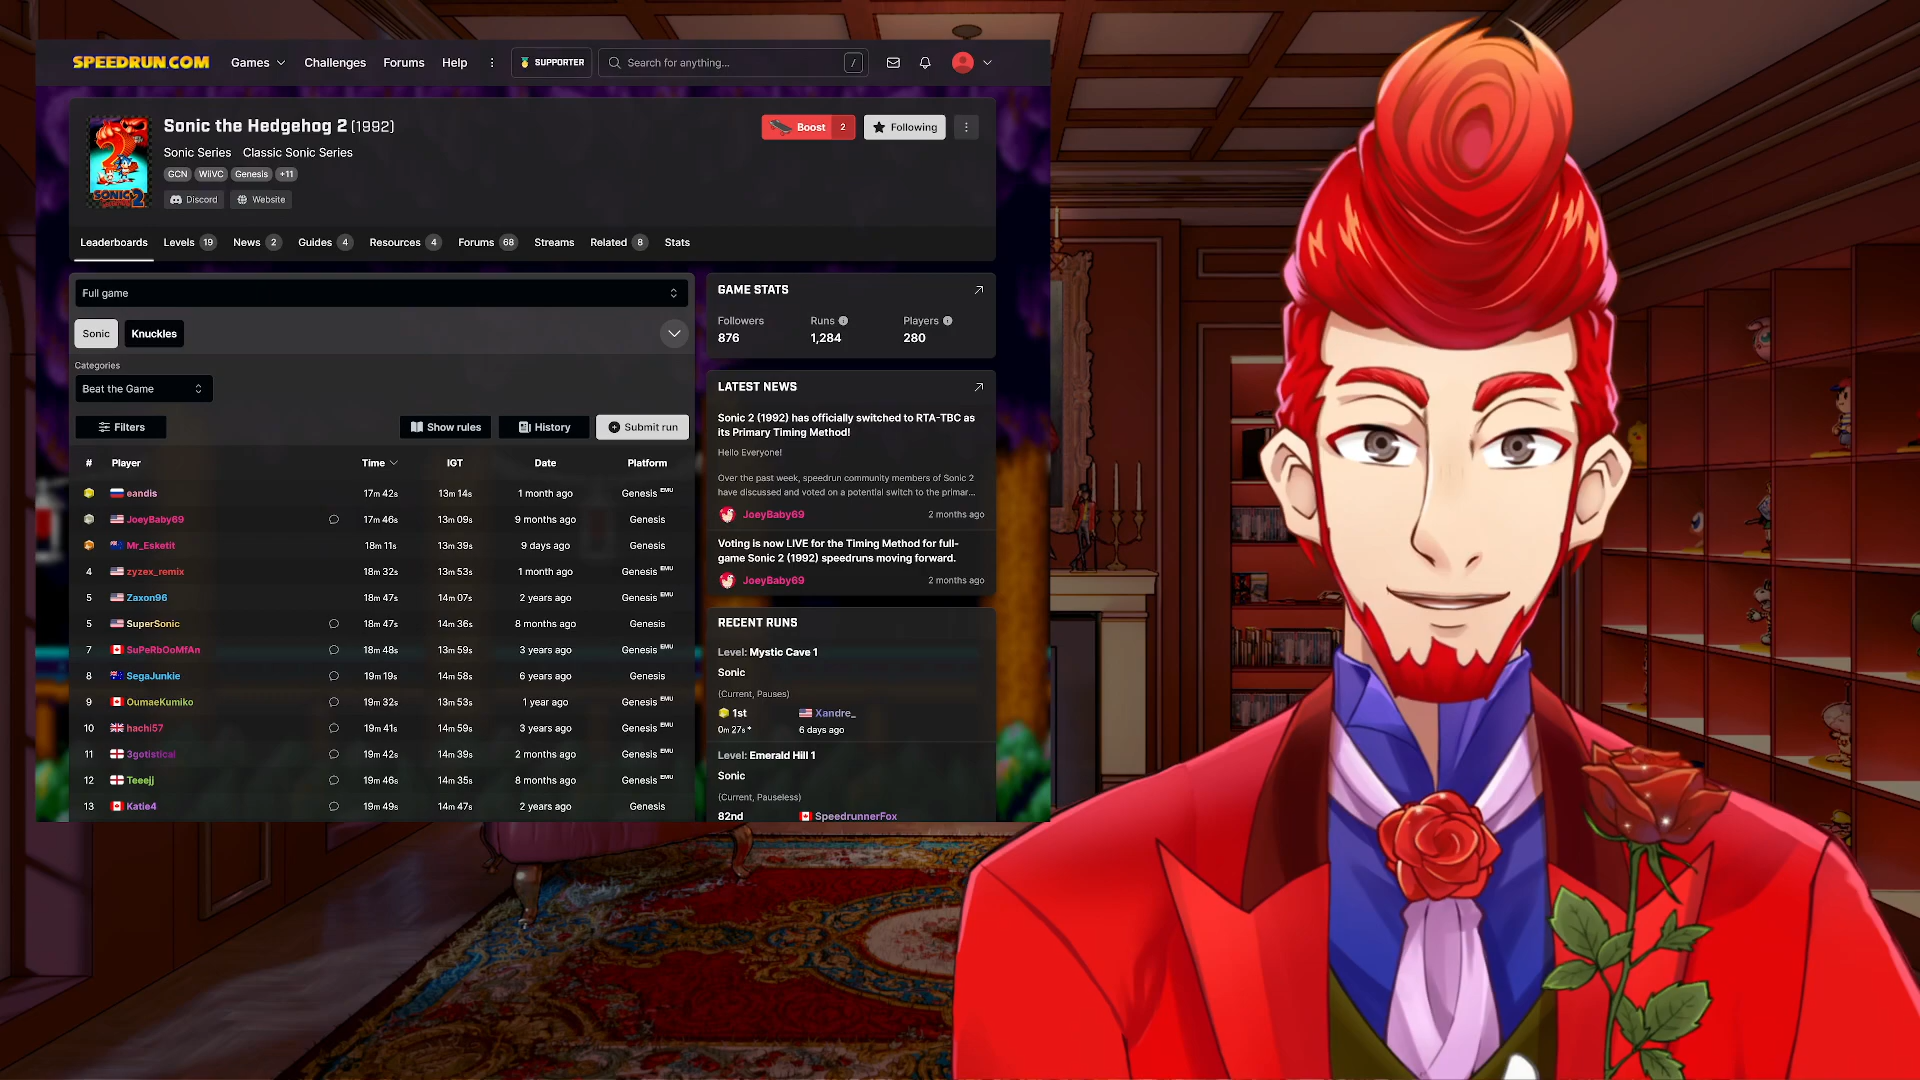 SPEEDRUN.COM Games Challenges Forums Help SUPPORTER Search for anything... /
Sonic the Hedgehog 2 (1992)
Boost 2 Following
Sonic Series Classic Sonic Series
GCN WiiVC Genesis +11
Discord Website
Leaderboards Levels 19 News 2 Guides 4 Resources 4 Forums 68 Streams Related 8 Stats
Full game
Sonic Knuckles
Categories
Beat the Game
Filters Show rules History Submit run
# Player Time IGT Date Platform
eandis 17m 42s 13m 14s 1 month ago Genesis EMU
JoeyBaby69 17m 46s 13m 09s 9 months ago Genesis
Mr_Esketit 18m 11s 13m 39s 9 days ago Genesis
4 zyzex_remix 18m 32s 13m 53s 1 month ago Genesis EMU
5 Zaxon96 18m 47s 14m 07s 2 years ago Genesis EMU
5 SuperSonic 18m 47s 14m 36s 8 months ago Genesis
7 SuPeRbOoMfAn 18m 48s 13m 59s 3 years ago Genesis EMU
8 SegaJunkie 19m 19s 14m 58s 6 years ago Genesis
9 OumaeKumiko 19m 32s 13m 53s 1 year ago Genesis EMU
10 hachi57 19m 41s 14m 59s 3 years ago Genesis EMU
11 3gotistical 19m 42s 14m 39s 2 months ago Genesis EMU
12 Teeejj 19m 46s 14m 35s 8 months ago Genesis EMU
13 Katie4 19m 49s 14m 47s 2 years ago Genesis
GAME STATS
Followers Runs Players
876 1,284 280
LATEST NEWS
Sonic 2 (1992) has officially switched to RTA-TBC as
its Primary Timing Method!
Hello Everyone!
Over the past week, speedrun community members of Sonic 2
have discussed and voted on a potential switch to the primar...
JoeyBaby69 2 months ago
Voting is now LIVE for the Timing Method for full-
game Sonic 2 (1992) speedruns moving forward.
JoeyBaby69 2 months ago
RECENT RUNS
Level: Mystic Cave 1
Sonic
(Current, Pauses)
1st Xandre_
0m 27s * 6 days ago
Level: Emerald Hill 1
Sonic
(Current, Pauseless)
82nd SpeedrunnerFox
2
SONIC
2